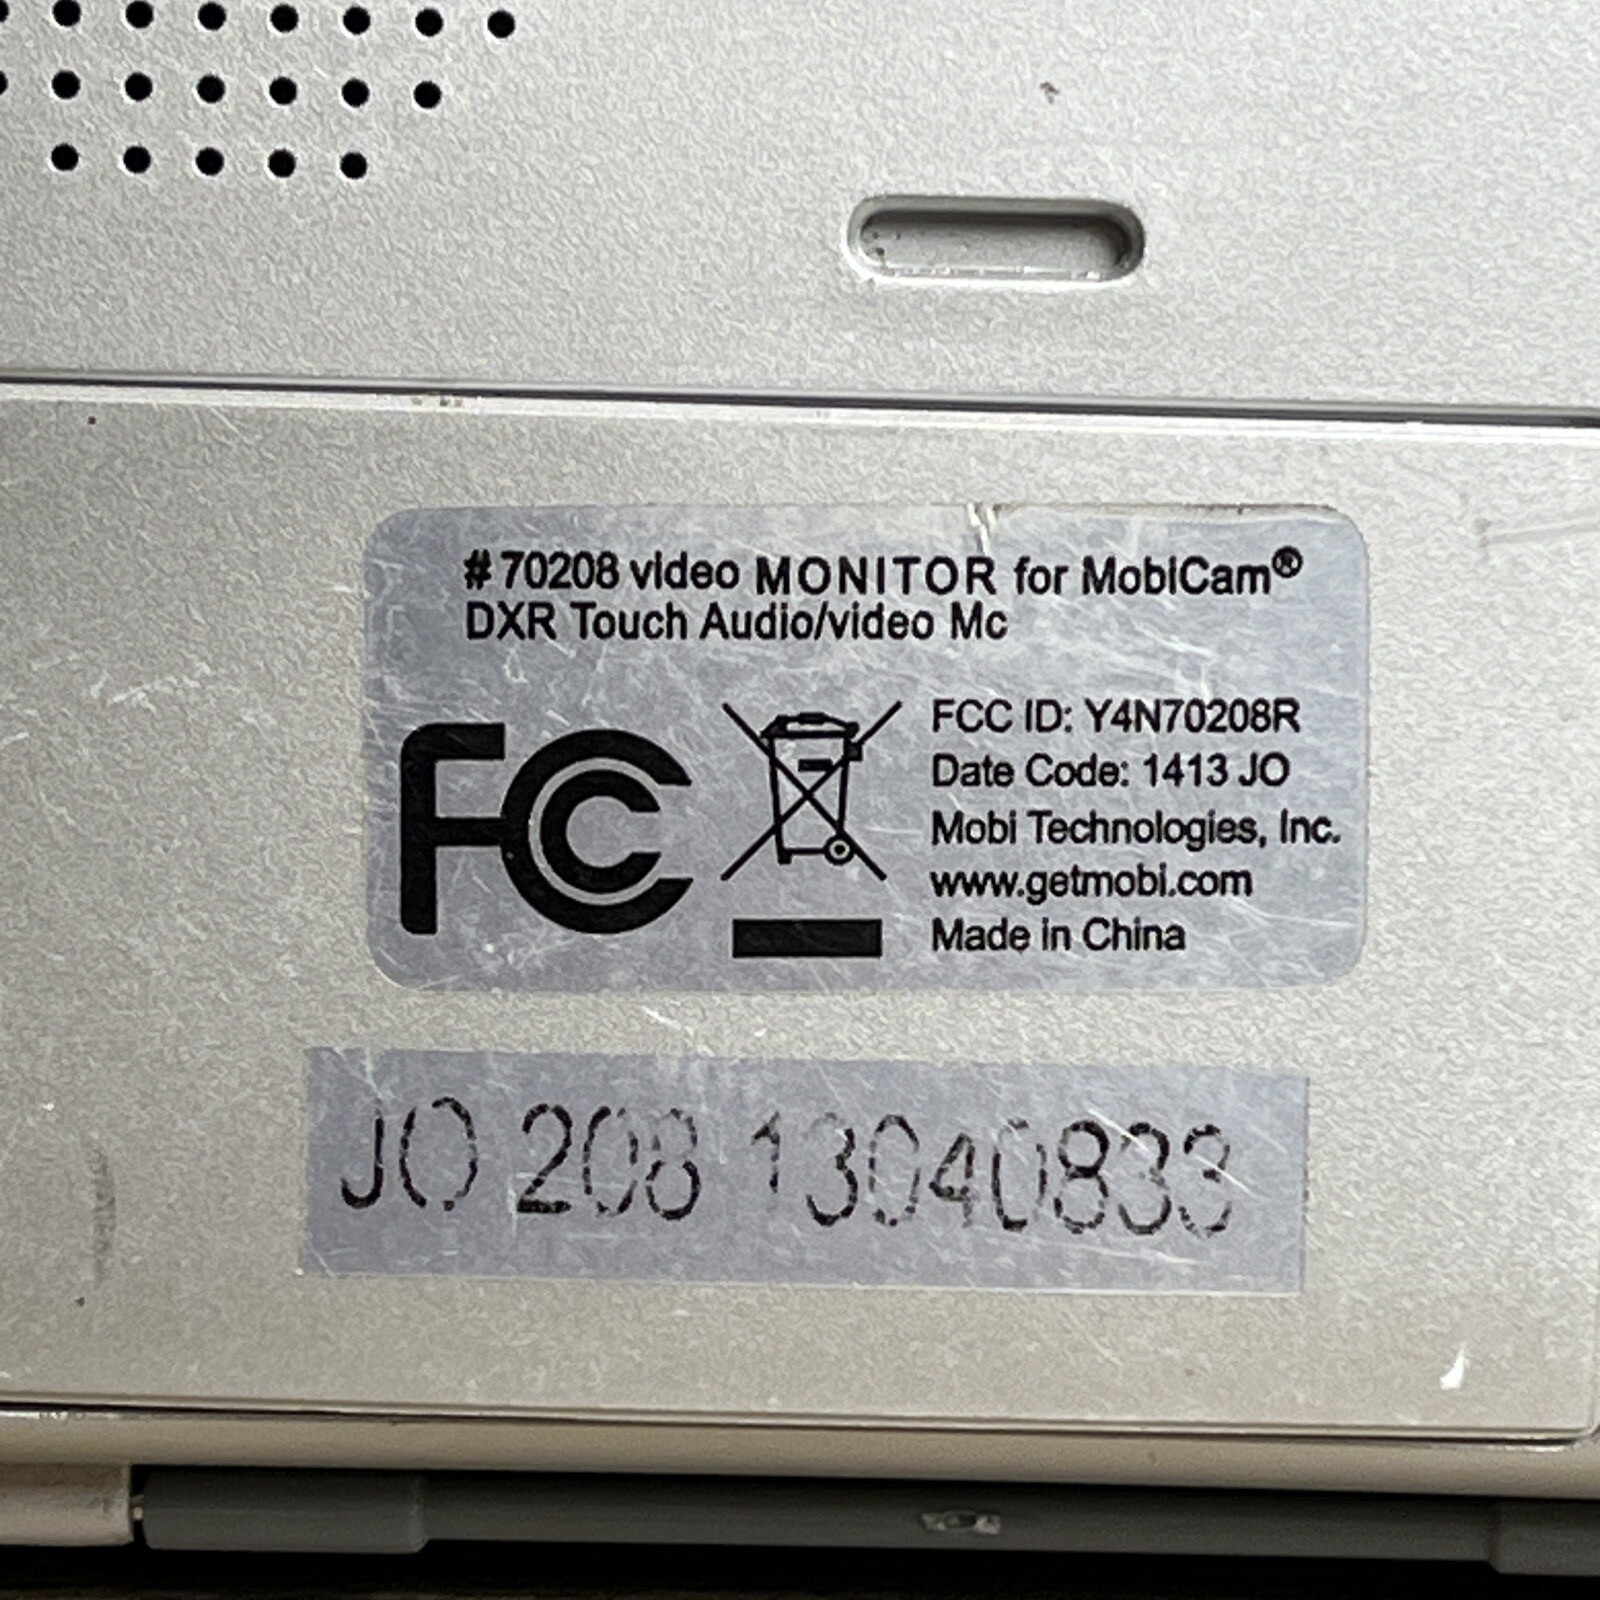 # 70208 video MONITOR for MobiCam®
DXR Touch Audio/video Mc
FC
FCC ID: Y4N70208R
Date Code: 1413 JO
Mobi Technologies, Inc.
www.getmobi.com
Made in China
JO 208 13040833